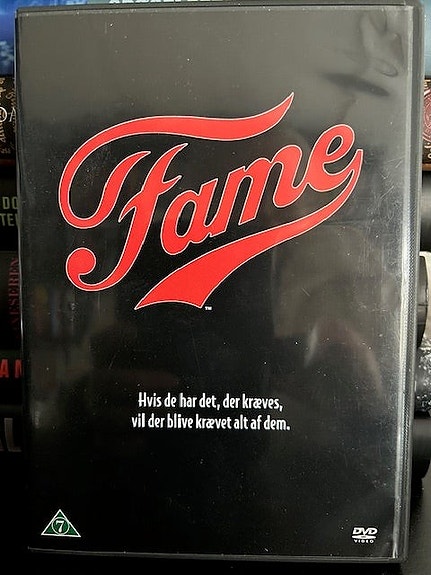 Fame
™
Hvis de har det, der kræves,
vil der blive krævet alt af dem.
7
DVD
VIDEO